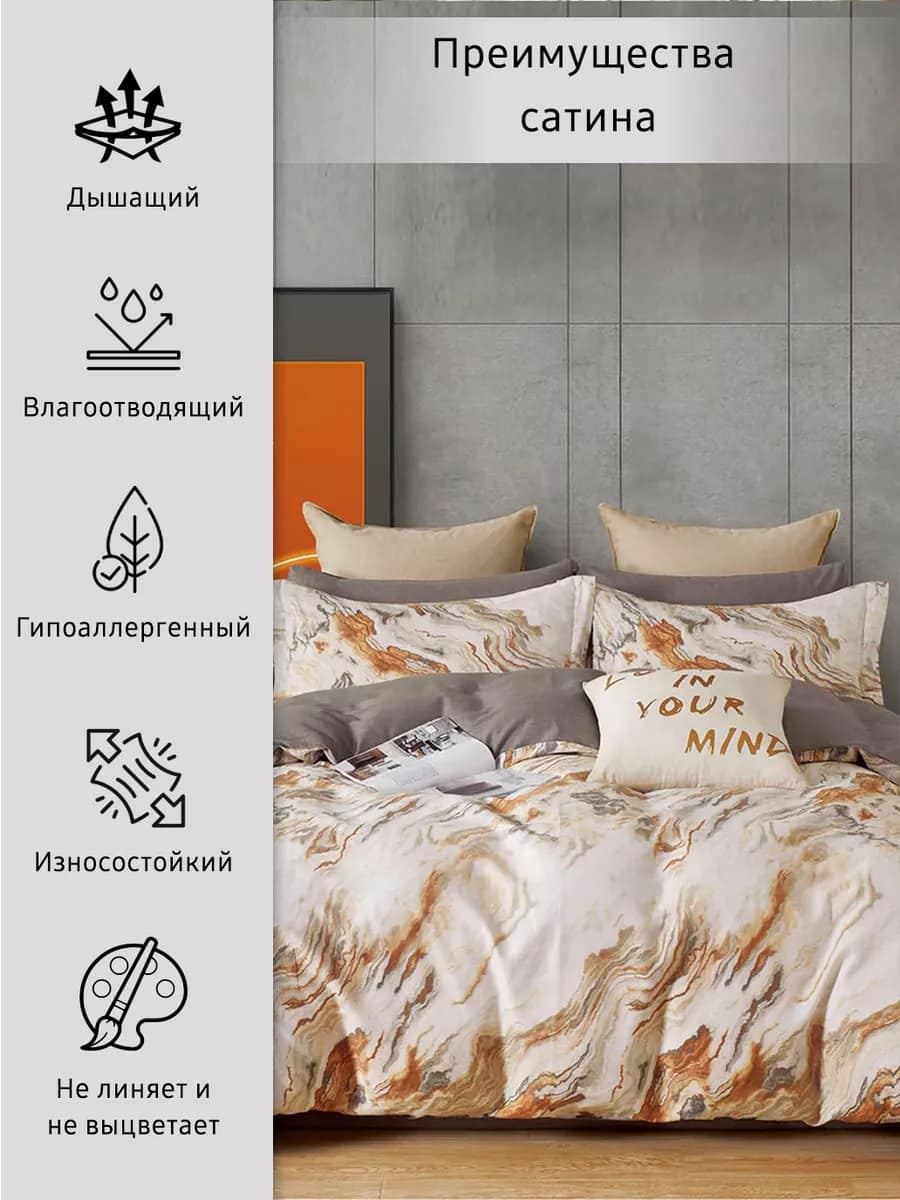 Преимущества
сатина
Дышащий
Влагоотводящий
Гипоаллергенный
Износостойкий
Не линяет и
не выцветает
IN
YOUR
MIND